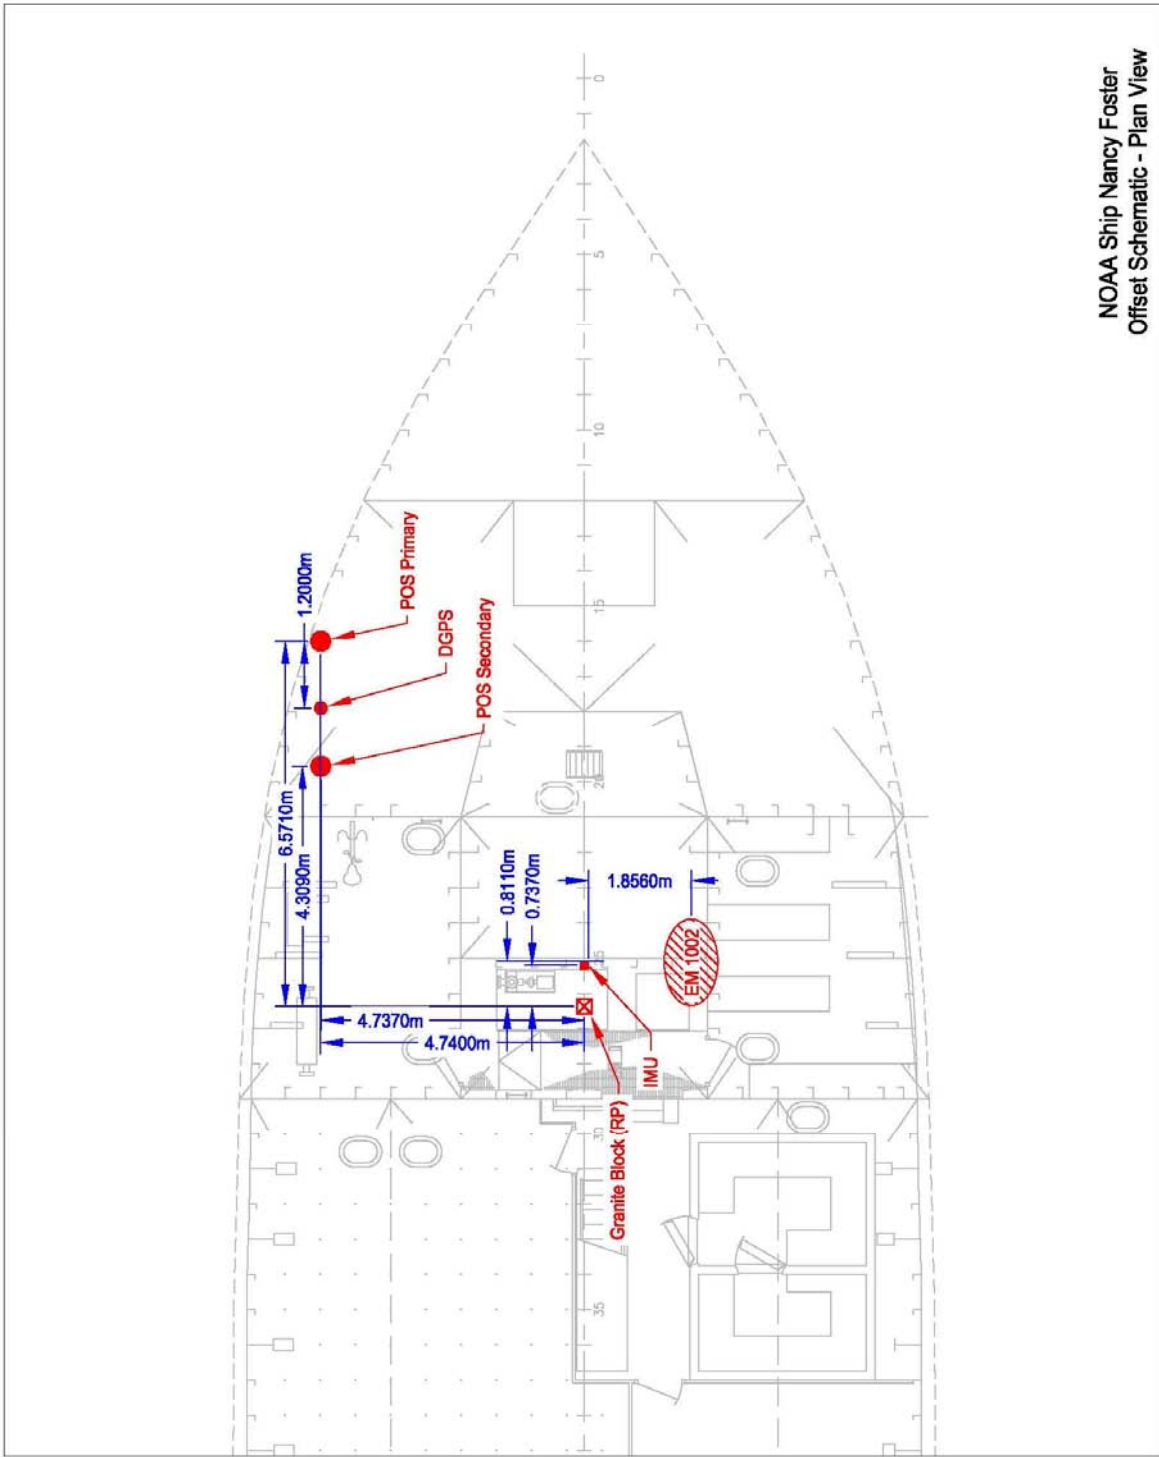 NOAA Ship Nancy Foster
Offset Schematic - Plan View
0
5
10
15
20
25
30
35
1.2000m
POS Primary
DGPS
POS Secondary
6.5710m
4.3090m
0.8110m
0.7370m
1.8560m
EM 1002
4.7370m
4.7400m
IMU
Granite Block (RP)